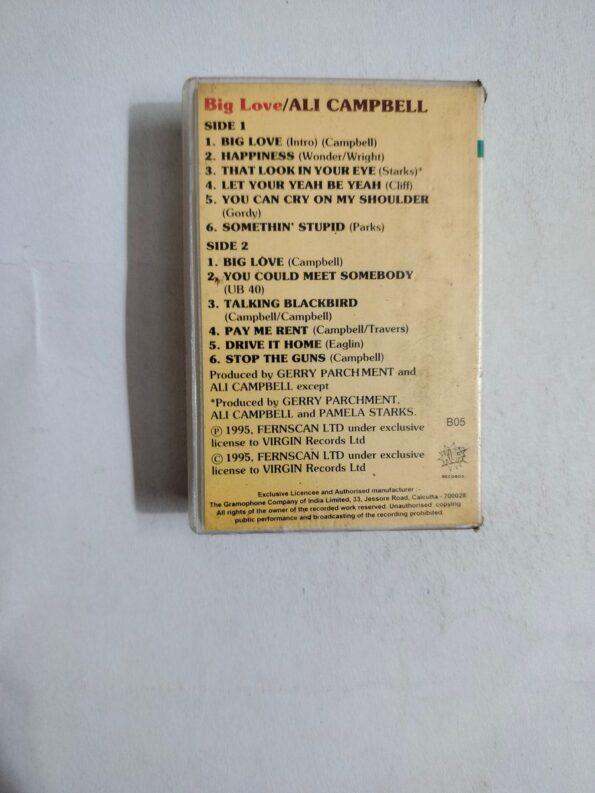 Big Love/ALI CAMPBELL
SIDE 1
1. BIG LOVE (Intro) (Campbell)
2. HAPPINESS (Wonder/Wright)
3. THAT LOOK IN YOUR EYE (Starks)*
4. LET YOUR YEAH BE YEAH (Cliff)
5. YOU CAN CRY ON MY SHOULDER
(Gordy)
6. SOMETHIN' STUPID (Parks)
SIDE 2
1. BIG LOVE (Campbell)
2. YOU COULD MEET SOMEBODY
(UB 40)
3. TALKING BLACKBIRD
(Campbell/Campbell)
4. PAY ME RENT (Campbell/Travers)
5. DRIVE IT HOME (Eaglin)
6. STOP THE GUNS (Campbell)
Produced by GERRY PARCHMENT and
ALI CAMPBELL except
*Produced by GERRY PARCHMENT,
ALI CAMPBELL and PAMELA STARKS.
℗ 1995, FERNSCAN LTD under exclusive
license to VIRGIN Records Ltd
© 1995, FERNSCAN LTD under exclusive
license to VIRGIN Records Ltd
B05
RECORDS
Exclusive Licencee and Authorised manufacturer :-
The Gramophone Company of India Limited, 33, Jessore Road, Calcutta - 700028
All rights of the owner of the recorded work reserved. Unauthorised copying
public performance and broadcasting of the recording prohibited.